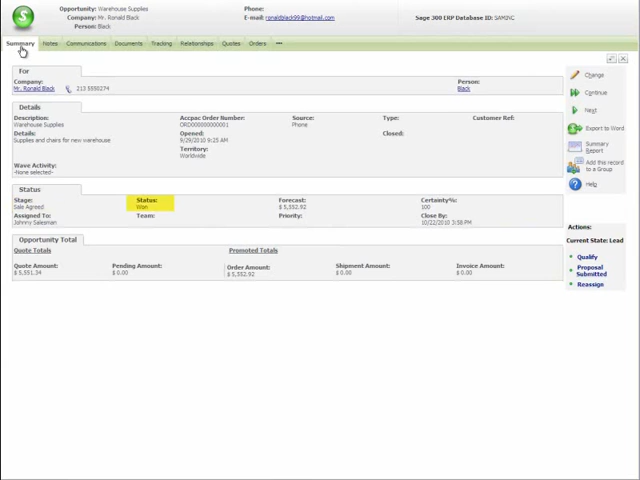 Opportunity: Warehouse Supplies
Company: Mr. Ronald Black
Person: Black
Phone:
E-mail: ronaldblack99@hotmail.com
Sage 300 ERP Database ID: SAMINC
Summary Notes Communications Documents Tracking Relationships Quotes Orders
For
Company:
Mr. Ronald Black 213 5550274
Person:
Black
Details
Description:
Warehouse Supplies
Accpac Order Number:
ORD000000000001
Source:
Phone
Type:
Customer Ref:
Details:
Supplies and chairs for new warehouse
Opened:
9/29/2010 9:25 AM
Closed:
Territory:
Worldwide
Wave Activity:
-None selected-
Status
Stage:
Sale Agreed
Status:
Won
Forecast:
$ 5,552.92
Certainty%:
100
Assigned To:
Johnny Salesman
Team:
Priority:
Close By:
10/22/2010 3:58 PM
Opportunity Total
Quote Totals
Promoted Totals
Quote Amount:
$ 5,551.34
Pending Amount:
$ 0.00
Order Amount:
$ 5,552.92
Shipment Amount:
$ 0.00
Invoice Amount:
$ 0.00
Change
Continue
Next
Export to Word
Summary
Report
Add this record
to a Group
Help
Actions:
Current State: Lead
Qualify
Proposal
Submitted
Reassign